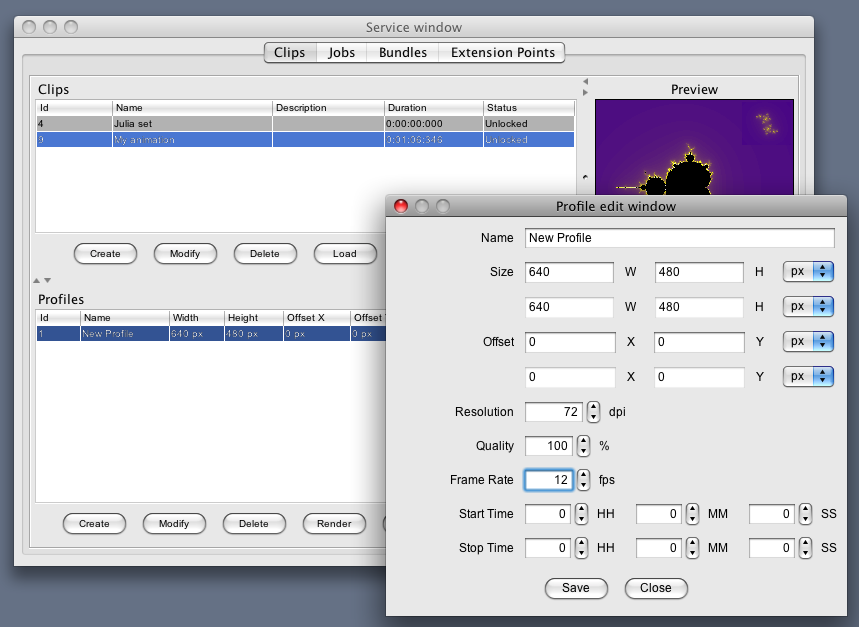 Service window
Clips Jobs Bundles Extension Points
Clips
Id Name Description Duration Status
4 Julia set 0:00:00:000 Unlocked
9 My animation 0:01:06:346 Unlocked
Create Modify Delete Load
Preview
Profiles
Id Name Width Height Offset X Offset
1 New Profile 640 px 480 px 0 px 0 px
Create Modify Delete Render
Profile edit window
Name New Profile
Size 640 W 480 H px
640 W 480 H px
Offset 0 X 0 Y px
0 X 0 Y px
Resolution 72 dpi
Quality 100 %
Frame Rate 12 fps
Start Time 0 HH 0 MM 0 SS
Stop Time 0 HH 0 MM 0 SS
Save Close